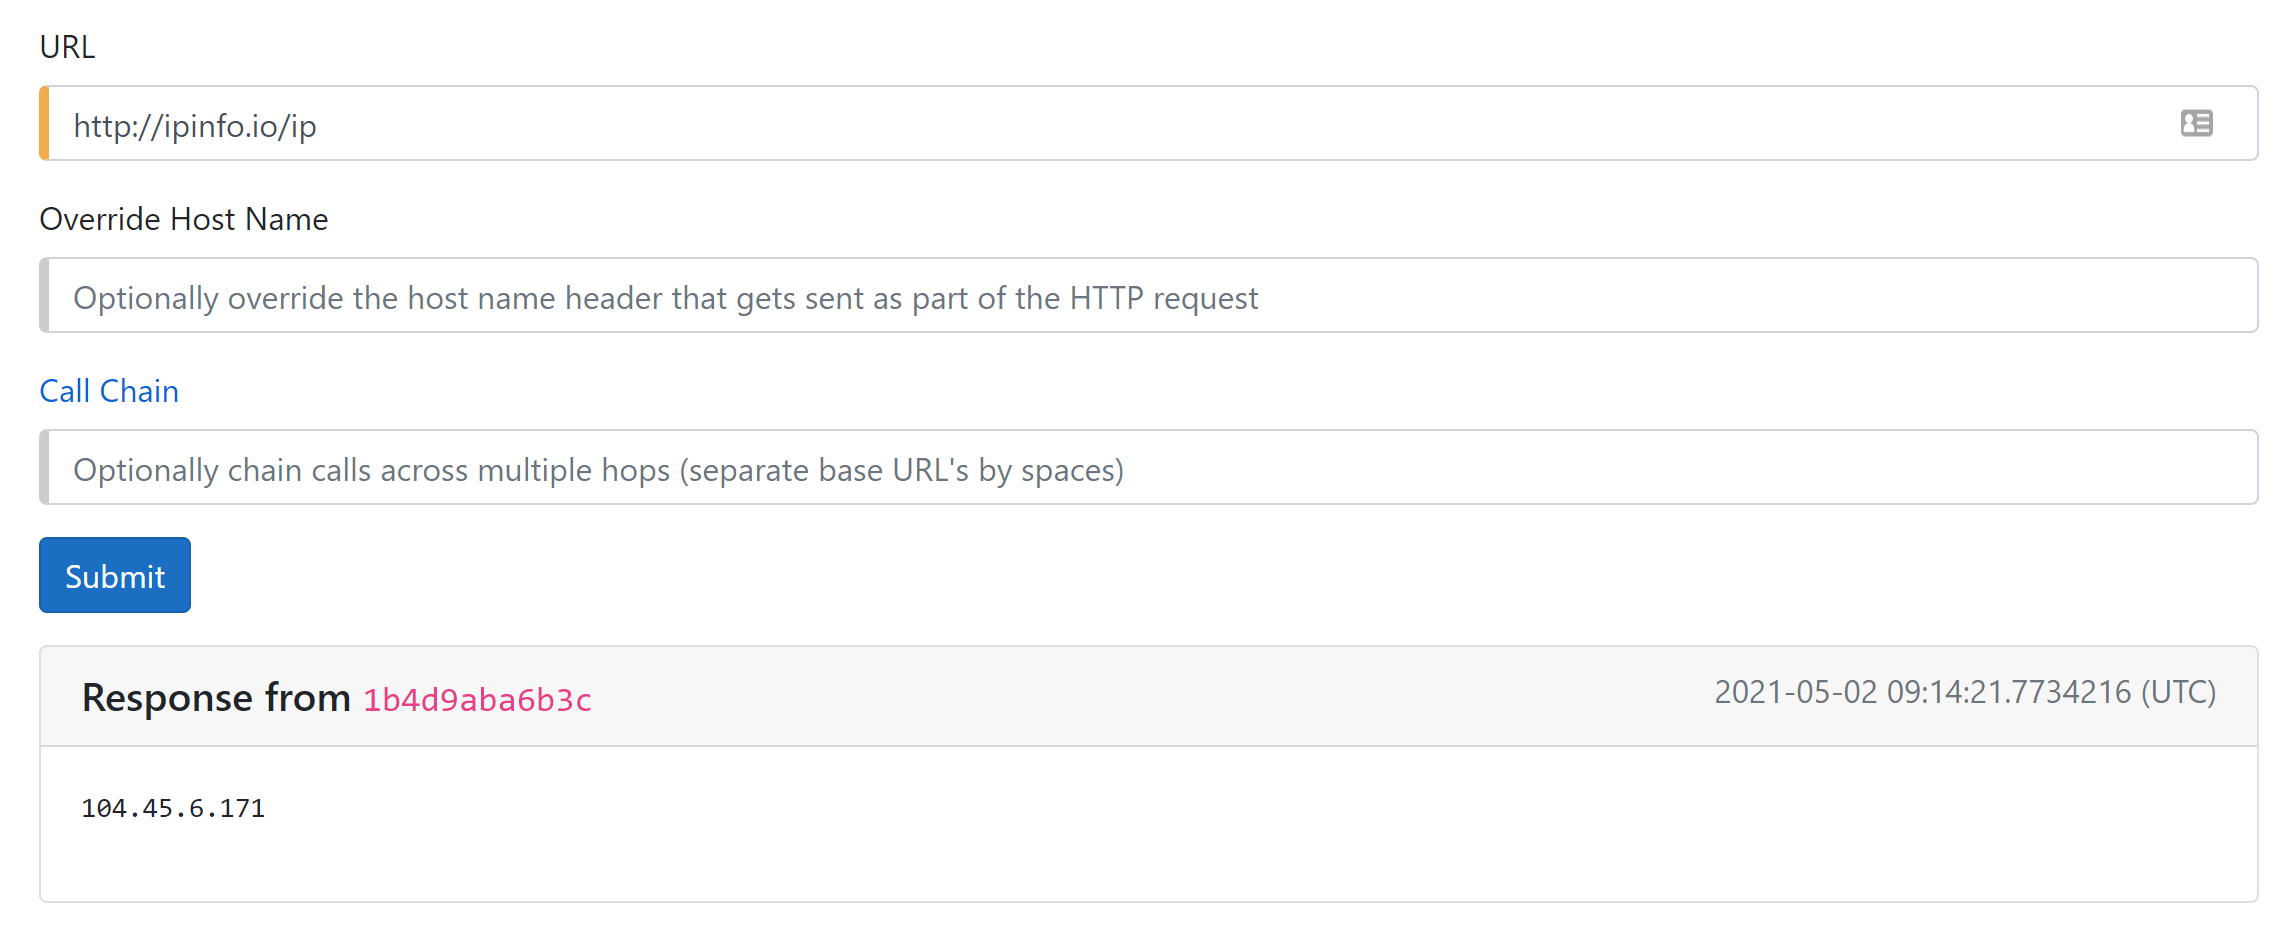 URL
http://ipinfo.io/ip
Override Host Name
Optionally override the host name header that gets sent as part of the HTTP request
Call Chain
Optionally chain calls across multiple hops (separate base URL's by spaces)
Submit
Response from 1b4d9aba6b3c
2021-05-02 09:14:21.7734216 (UTC)
104.45.6.171